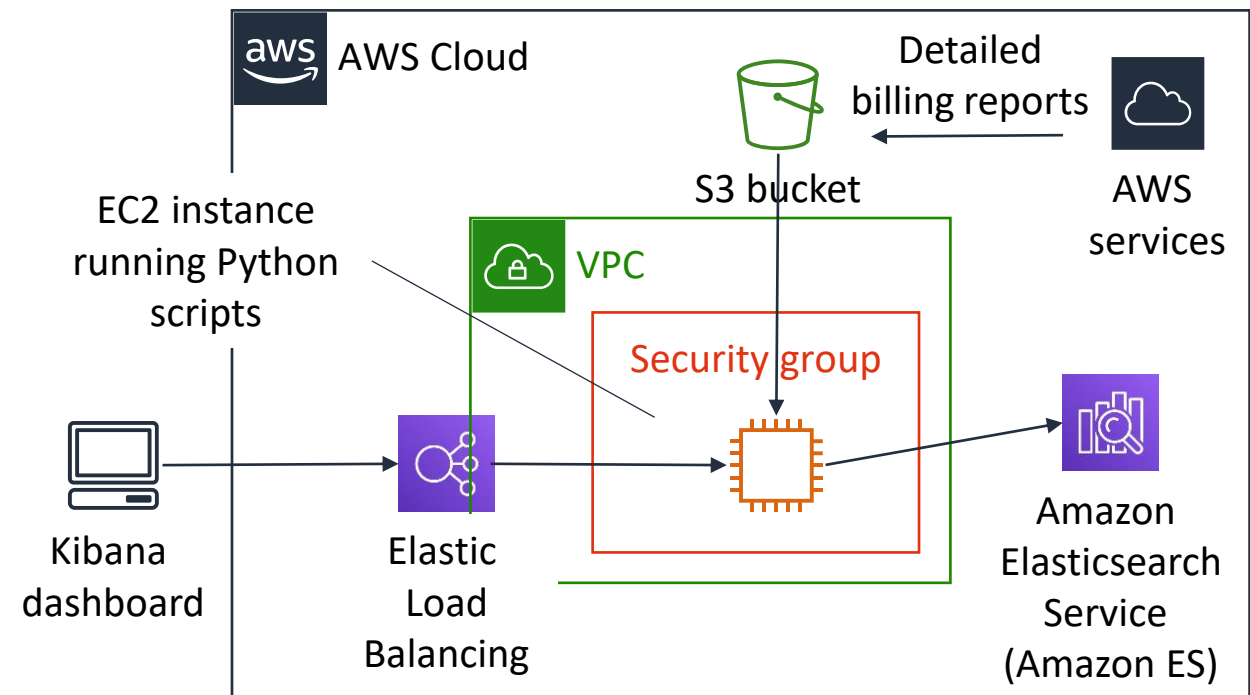 aws
AWS Cloud
Detailed
billing reports
S3 bucket
AWS
services
EC2 instance
running Python
scripts
VPC
Security group
Kibana
dashboard
Elastic
Load
Balancing
Amazon
Elasticsearch
Service
(Amazon ES)